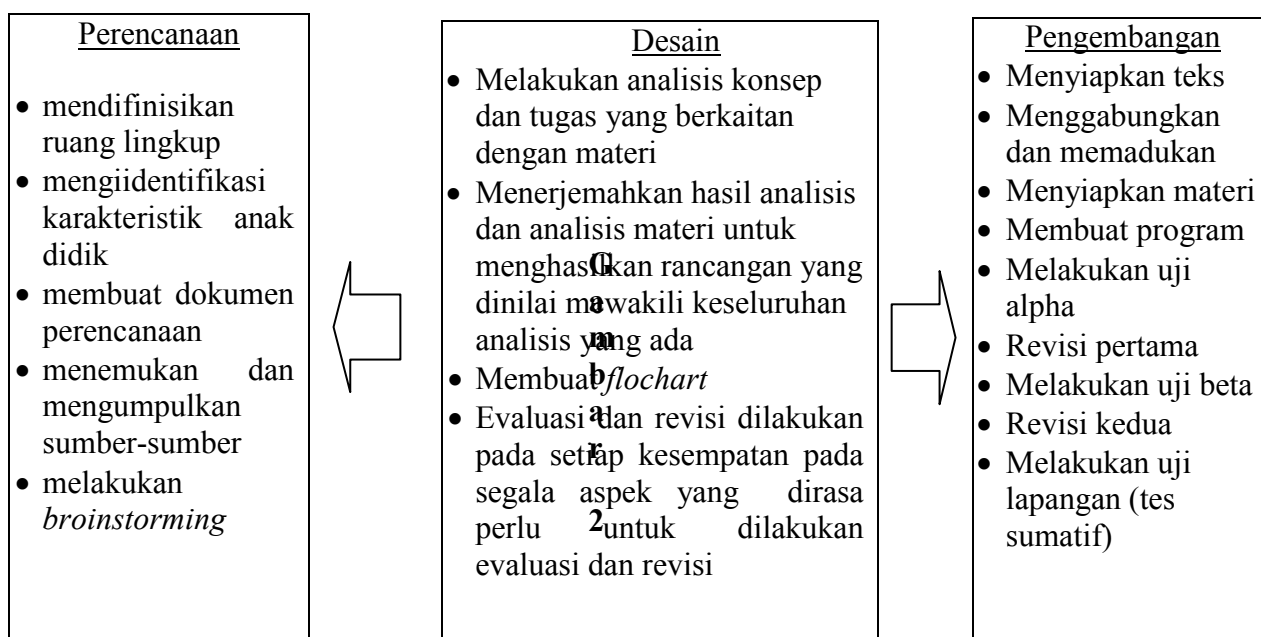 Perencanaan
• mendifinisikan
ruang lingkup
• mengiidentifikasi
karakteristik anak
didik
• membuat dokumen
perencanaan
• menemukan dan
mengumpulkan
sumber-sumber
• melakukan
broinstorming
Desain
• Melakukan analisis konsep
dan tugas yang berkaitan
dengan materi
• Menerjemahkan hasil analisis
dan analisis materi untuk
menghasilkan rancangan yang
dinilai mewakili keseluruhan
analisis yang ada
• Membuat flochart
• Evaluasi dan revisi dilakukan
pada setiap kesempatan pada
segala aspek yang dirasa
perlu untuk dilakukan
evaluasi dan revisi
G
a
m
b
a
r
2
Pengembangan
• Menyiapkan teks
• Menggabungkan
dan memadukan
• Menyiapkan materi
• Membuat program
• Melakukan uji
alpha
• Revisi pertama
• Melakukan uji beta
• Revisi kedua
• Melakukan uji
lapangan (tes
sumatif)